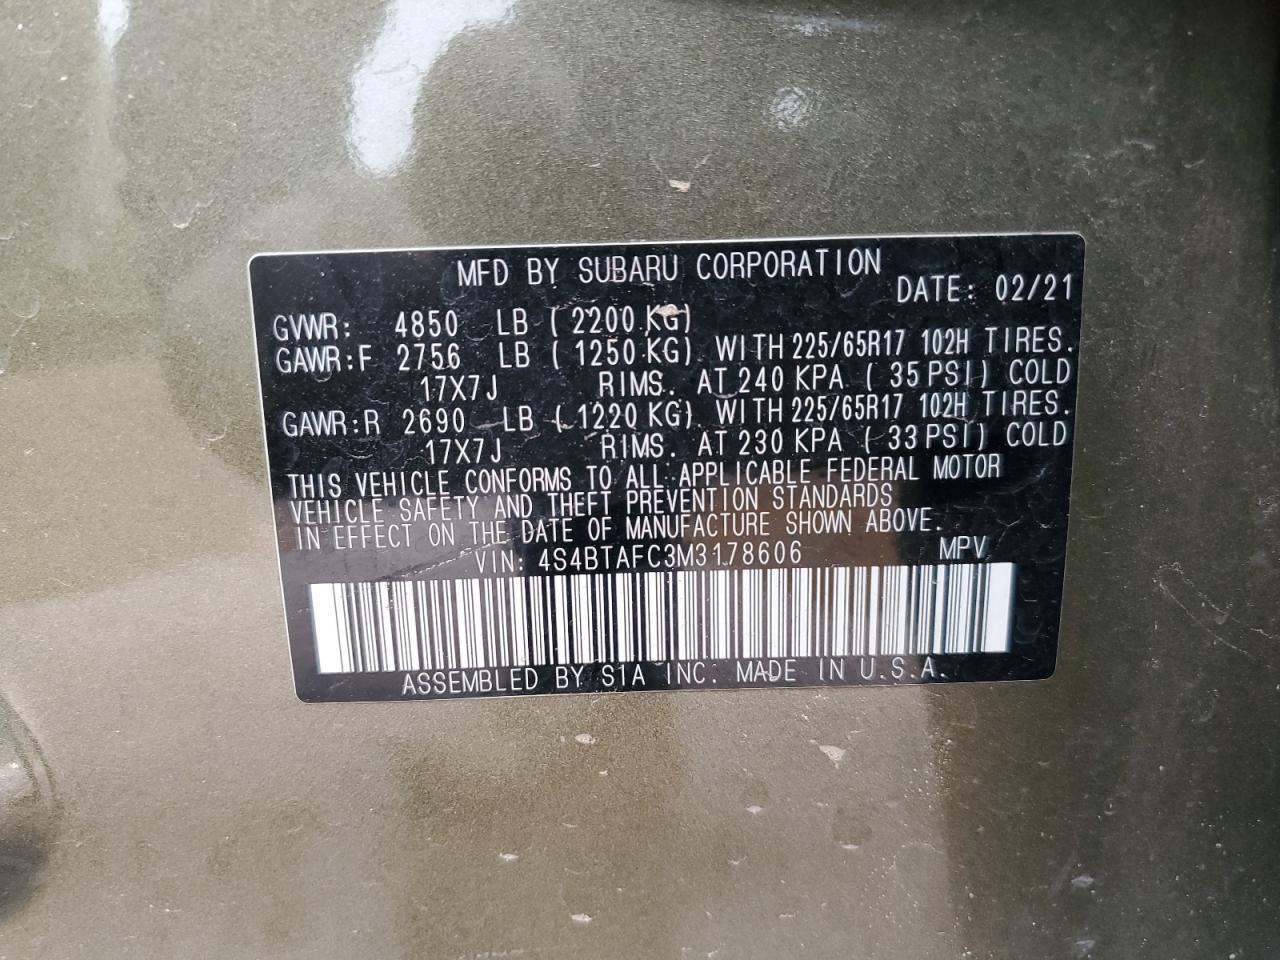 MFD BY SUBARU CORPORATION
DATE: 02/21
GVWR: 4850 LB (2200 KG)
GAWR:F 2756 LB (1250 KG) WITH 225/65R17 102H TIRES.
17X7J RIMS. AT 240 KPA (35 PSI) COLD
GAWR:R 2690 LB (1220 KG) WITH 225/65R17 102H TIRES.
17X7J RIMS. AT 230 KPA (33 PSI) COLD
THIS VEHICLE CONFORMS TO ALL APPLICABLE FEDERAL MOTOR
VEHICLE SAFETY AND THEFT PREVENTION STANDARDS
IN EFFECT ON THE DATE OF MANUFACTURE SHOWN ABOVE.
VIN: 4S4BTAFC3M3178606 MPV
ASSEMBLED BY SIA INC. MADE IN U.S.A.